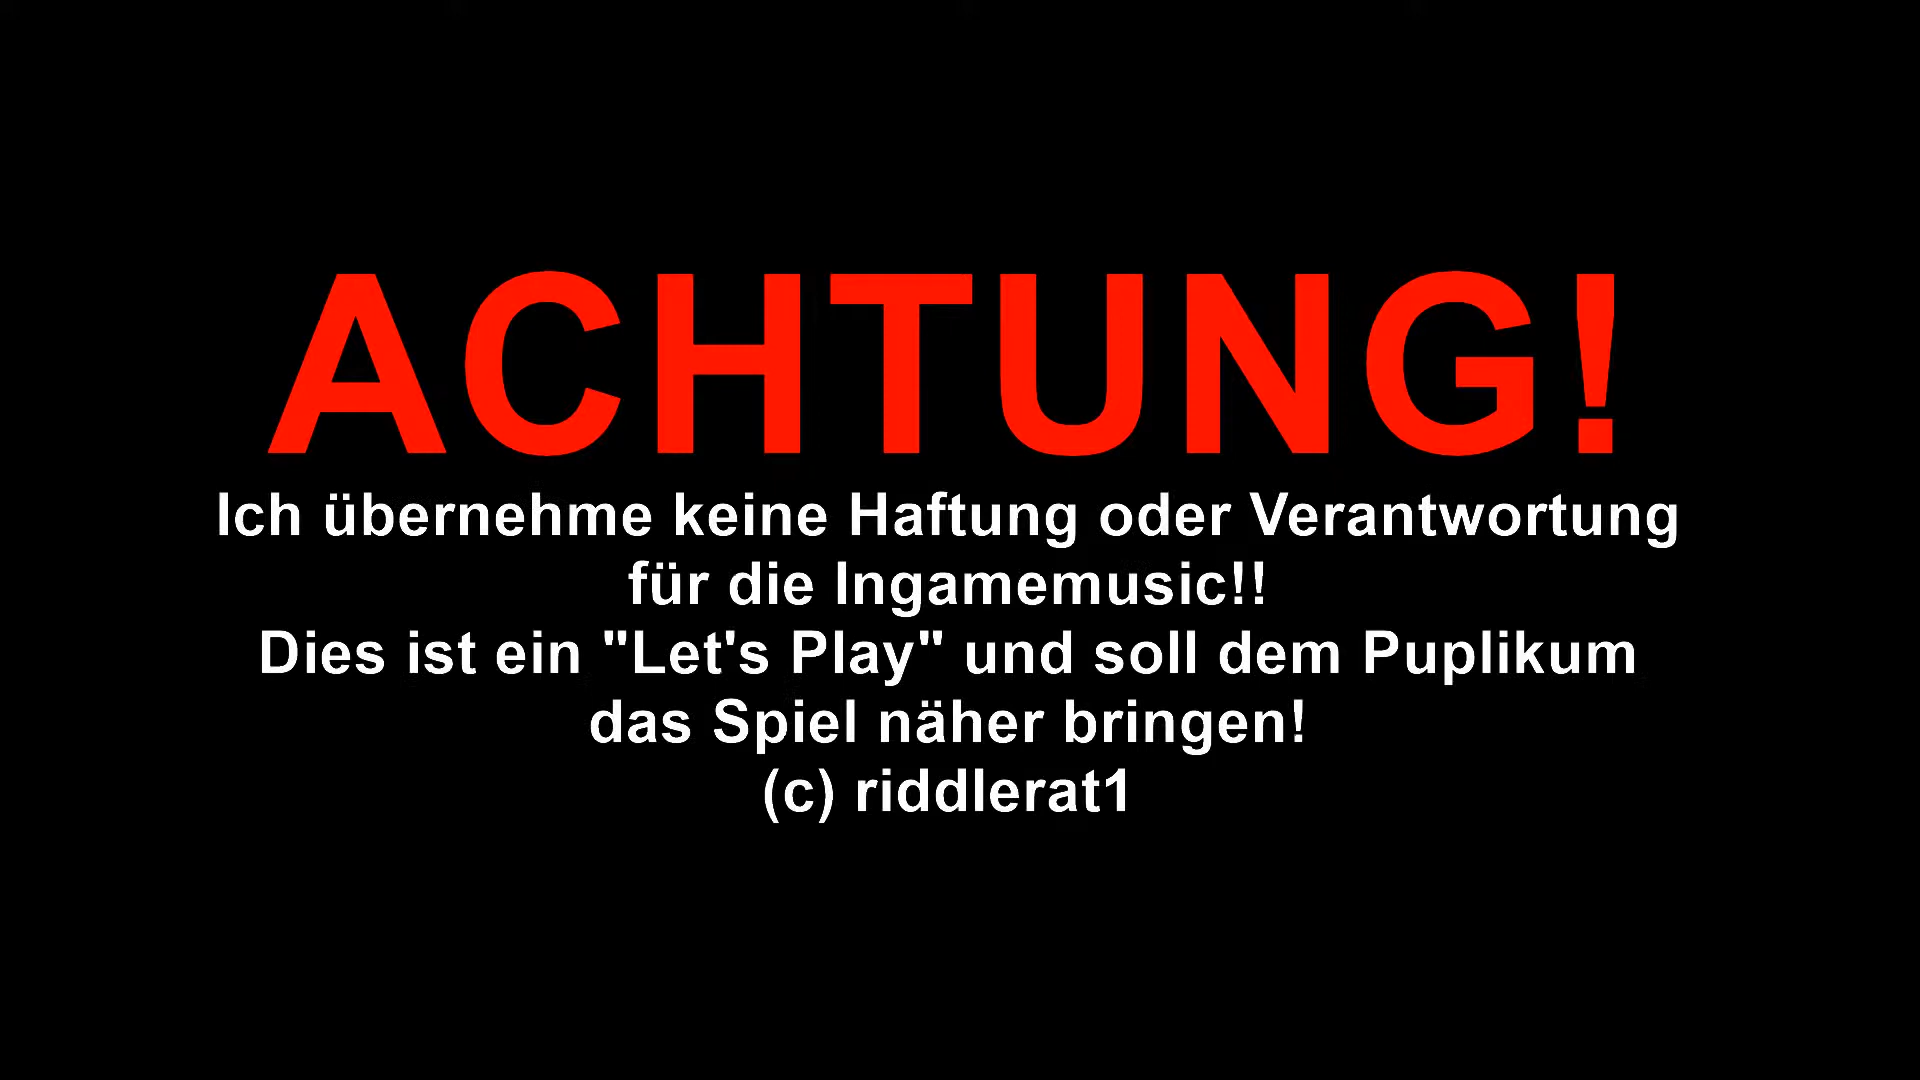 ACHTUNG!
Ich übernehme keine Haftung oder Verantwortung
für die Ingamemusic!!
Dies ist ein "Let's Play" und soll dem Puplikum
das Spiel näher bringen!
(c) riddlerat1